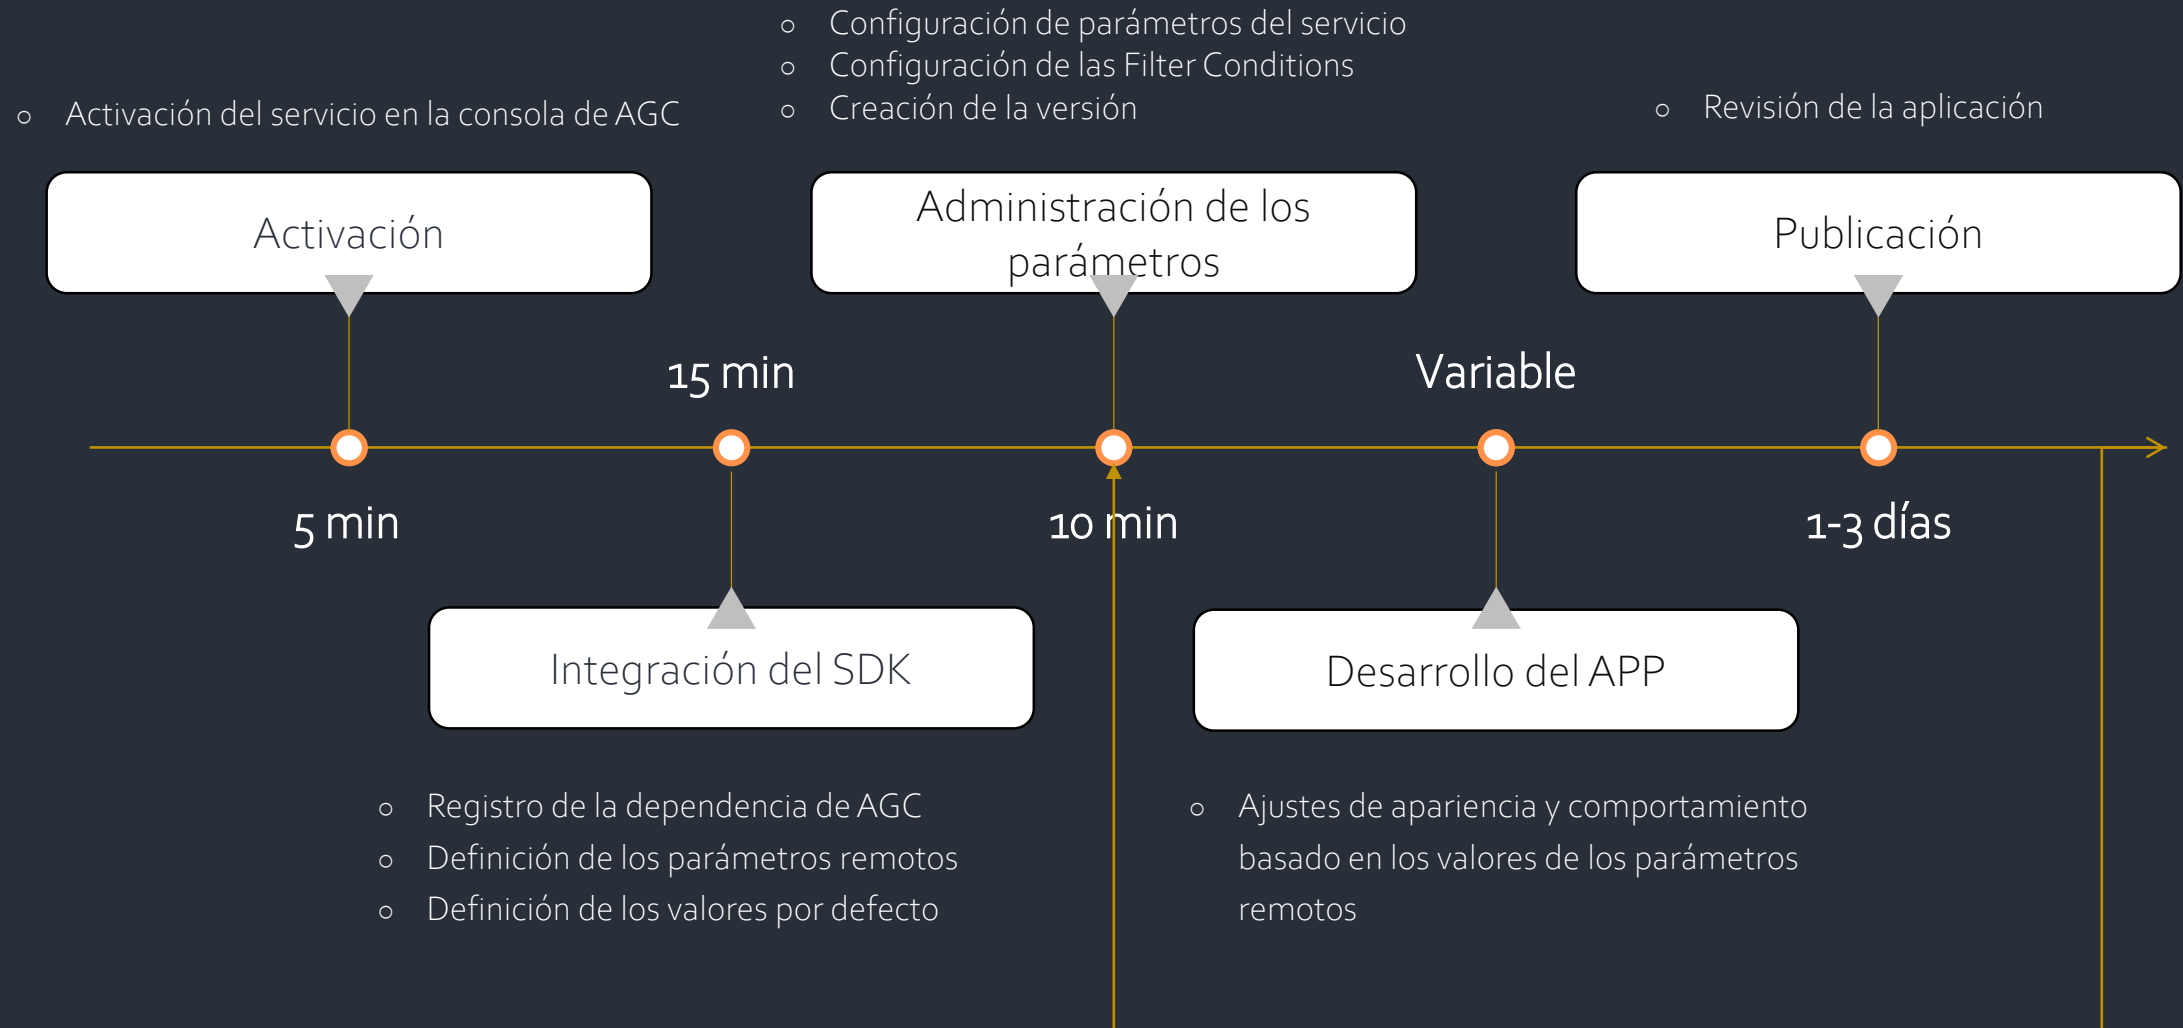 Configuración de parámetros del servicio
Configuración de las Filter Conditions
Creación de la versión
Activación del servicio en la consola de AGC
Revisión de la aplicación
Activación
Administración de los
parámetros
Publicación
15 min
Variable
5 min
10 min
1-3 días
Integración del SDK
Desarrollo del APP
Registro de la dependencia de AGC
Definición de los parámetros remotos
Definición de los valores por defecto
Ajustes de apariencia y comportamiento
basado en los valores de los parámetros
remotos